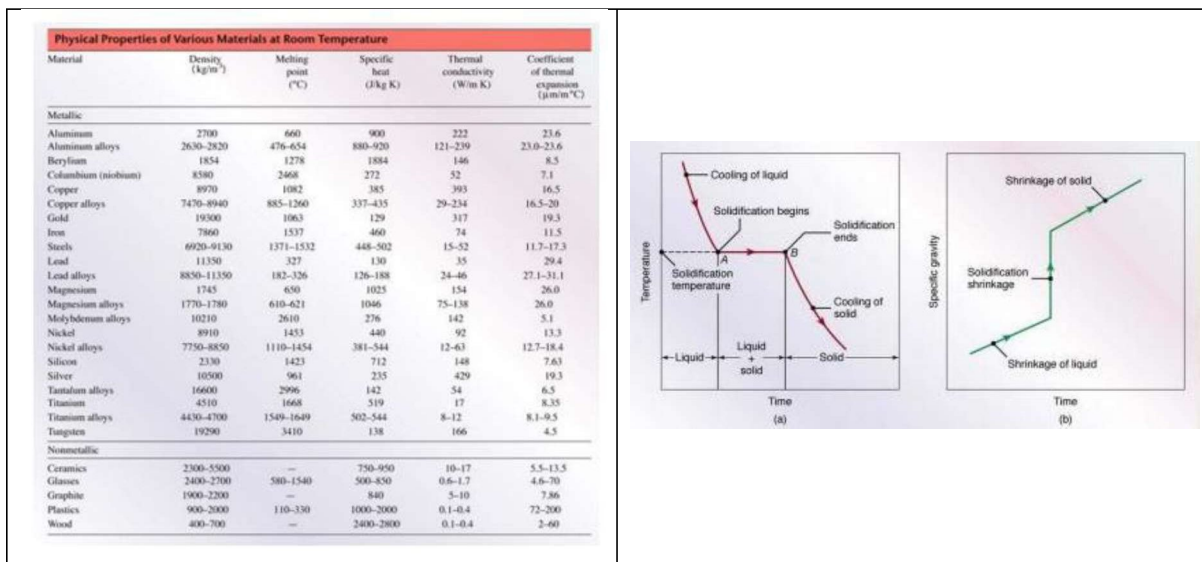 Physical Properties of Various Materials at Room Temperature
Material Density (kg/m³) Melting point (°C) Specific heat (J/kg K) Thermal conductivity (W/m K) Coefficient of thermal expansion (μm/m°C)
Metallic
Aluminum 2700 660 900 222 23.6
Aluminum alloys 2630–2820 476–654 880–920 121–239 23.0–23.6
Berylium 1854 1278 1884 146 8.5
Columbium (niobium) 8580 2468 272 52 7.1
Copper 8970 1082 385 393 16.5
Copper alloys 7470–8940 885–1260 337–435 29–234 16.5–20
Gold 19300 1063 129 317 19.3
Iron 7860 1537 460 74 11.5
Steels 6920–9130 1371–1532 448–502 15–52 11.7–17.3
Lead 11350 327 130 35 29.4
Lead alloys 8850–11350 182–326 126–188 24–46 27.1–31.1
Magnesium 1745 650 1025 154 26.0
Magnesium alloys 1770–1780 610–621 1046 75–138 26.0
Molybdenum alloys 10210 2610 276 142 5.1
Nickel 8910 1453 440 92 13.3
Nickel alloys 7750–8850 1110–1454 381–544 12–63 12.7–18.4
Silicon 2330 1423 712 148 7.63
Silver 10500 961 235 429 19.3
Tantalum alloys 16600 2996 142 54 6.5
Titanium 4510 1668 519 17 8.35
Titanium alloys 4430–4700 1549–1649 502–544 8–12 8.1–9.5
Tungsten 19290 3410 138 166 4.5
Nonmetallic
Ceramics 2300–5500 — 750–950 10–17 5.5–13.5
Glasses 2400–2700 580–1540 500–850 0.6–1.7 4.6–70
Graphite 1900–2200 — 840 5–10 7.86
Plastics 900–2000 110–330 1000–2000 0.1–0.4 72–200
Wood 400–700 — 2400–2800 0.1–0.4 2–60
Temperature
Cooling of liquid
Solidification begins
Solidification
ends
A
B
Solidification
temperature
Cooling of
solid
Liquid
Liquid
+
solid
Solid
Time
(a)
Specific gravity
Shrinkage of solid
Solidification
shrinkage
Shrinkage of liquid
Time
(b)